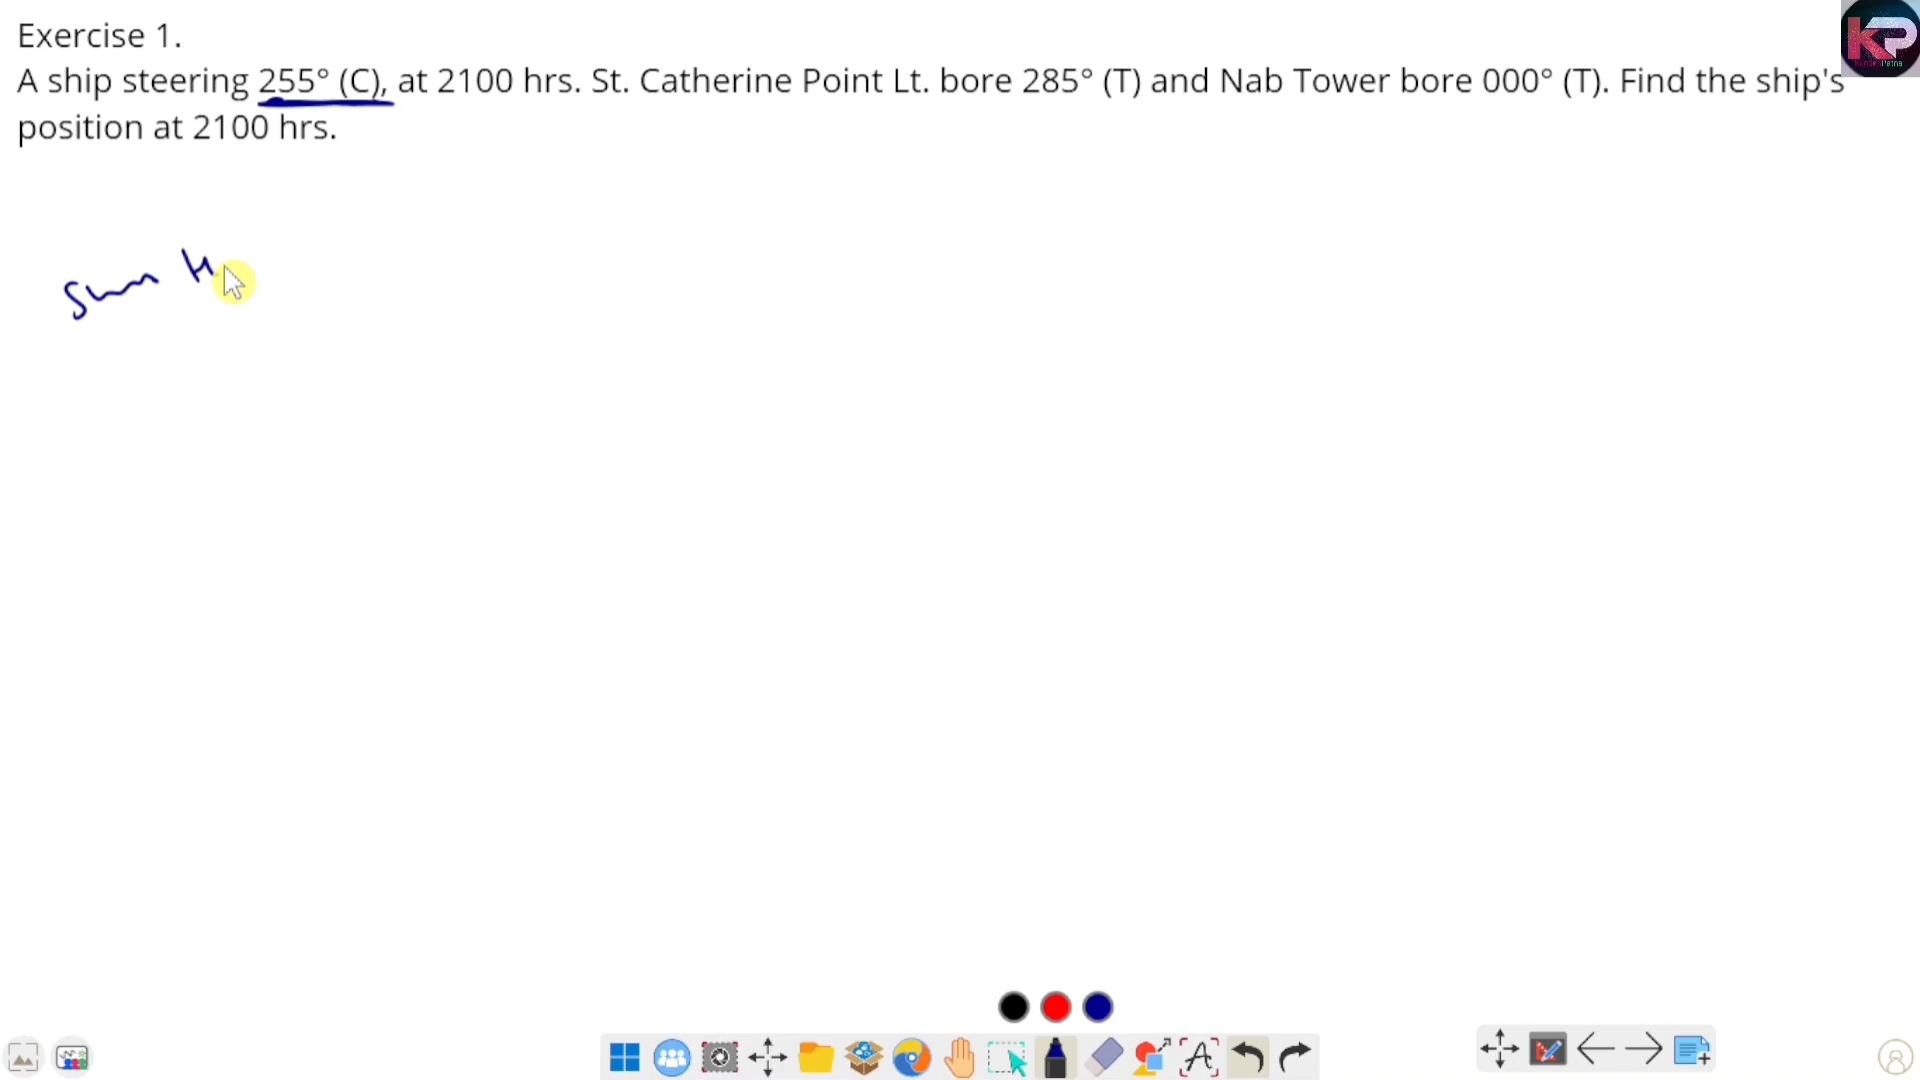 Exercise 1.
A ship steering 255° (C), at 2100 hrs. St. Catherine Point Lt. bore 285° (T) and Nab Tower bore 000° (T). Find the ship's
position at 2100 hrs.
KP